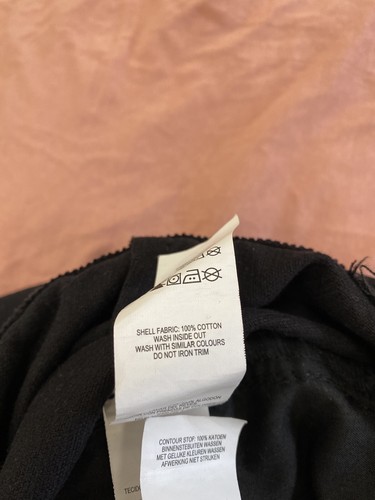 SHELL FABRIC: 100% COTTON
WASH INSIDE OUT
WASH WITH SIMILAR COLOURS
DO NOT IRON TRIM
CONTOUR STOF: 100% KATOEN
BINNENSTEBUITEN WASSEN
MET GELIJKE KLEUREN WASSEN
AFWERKING NIET STRIJKEN